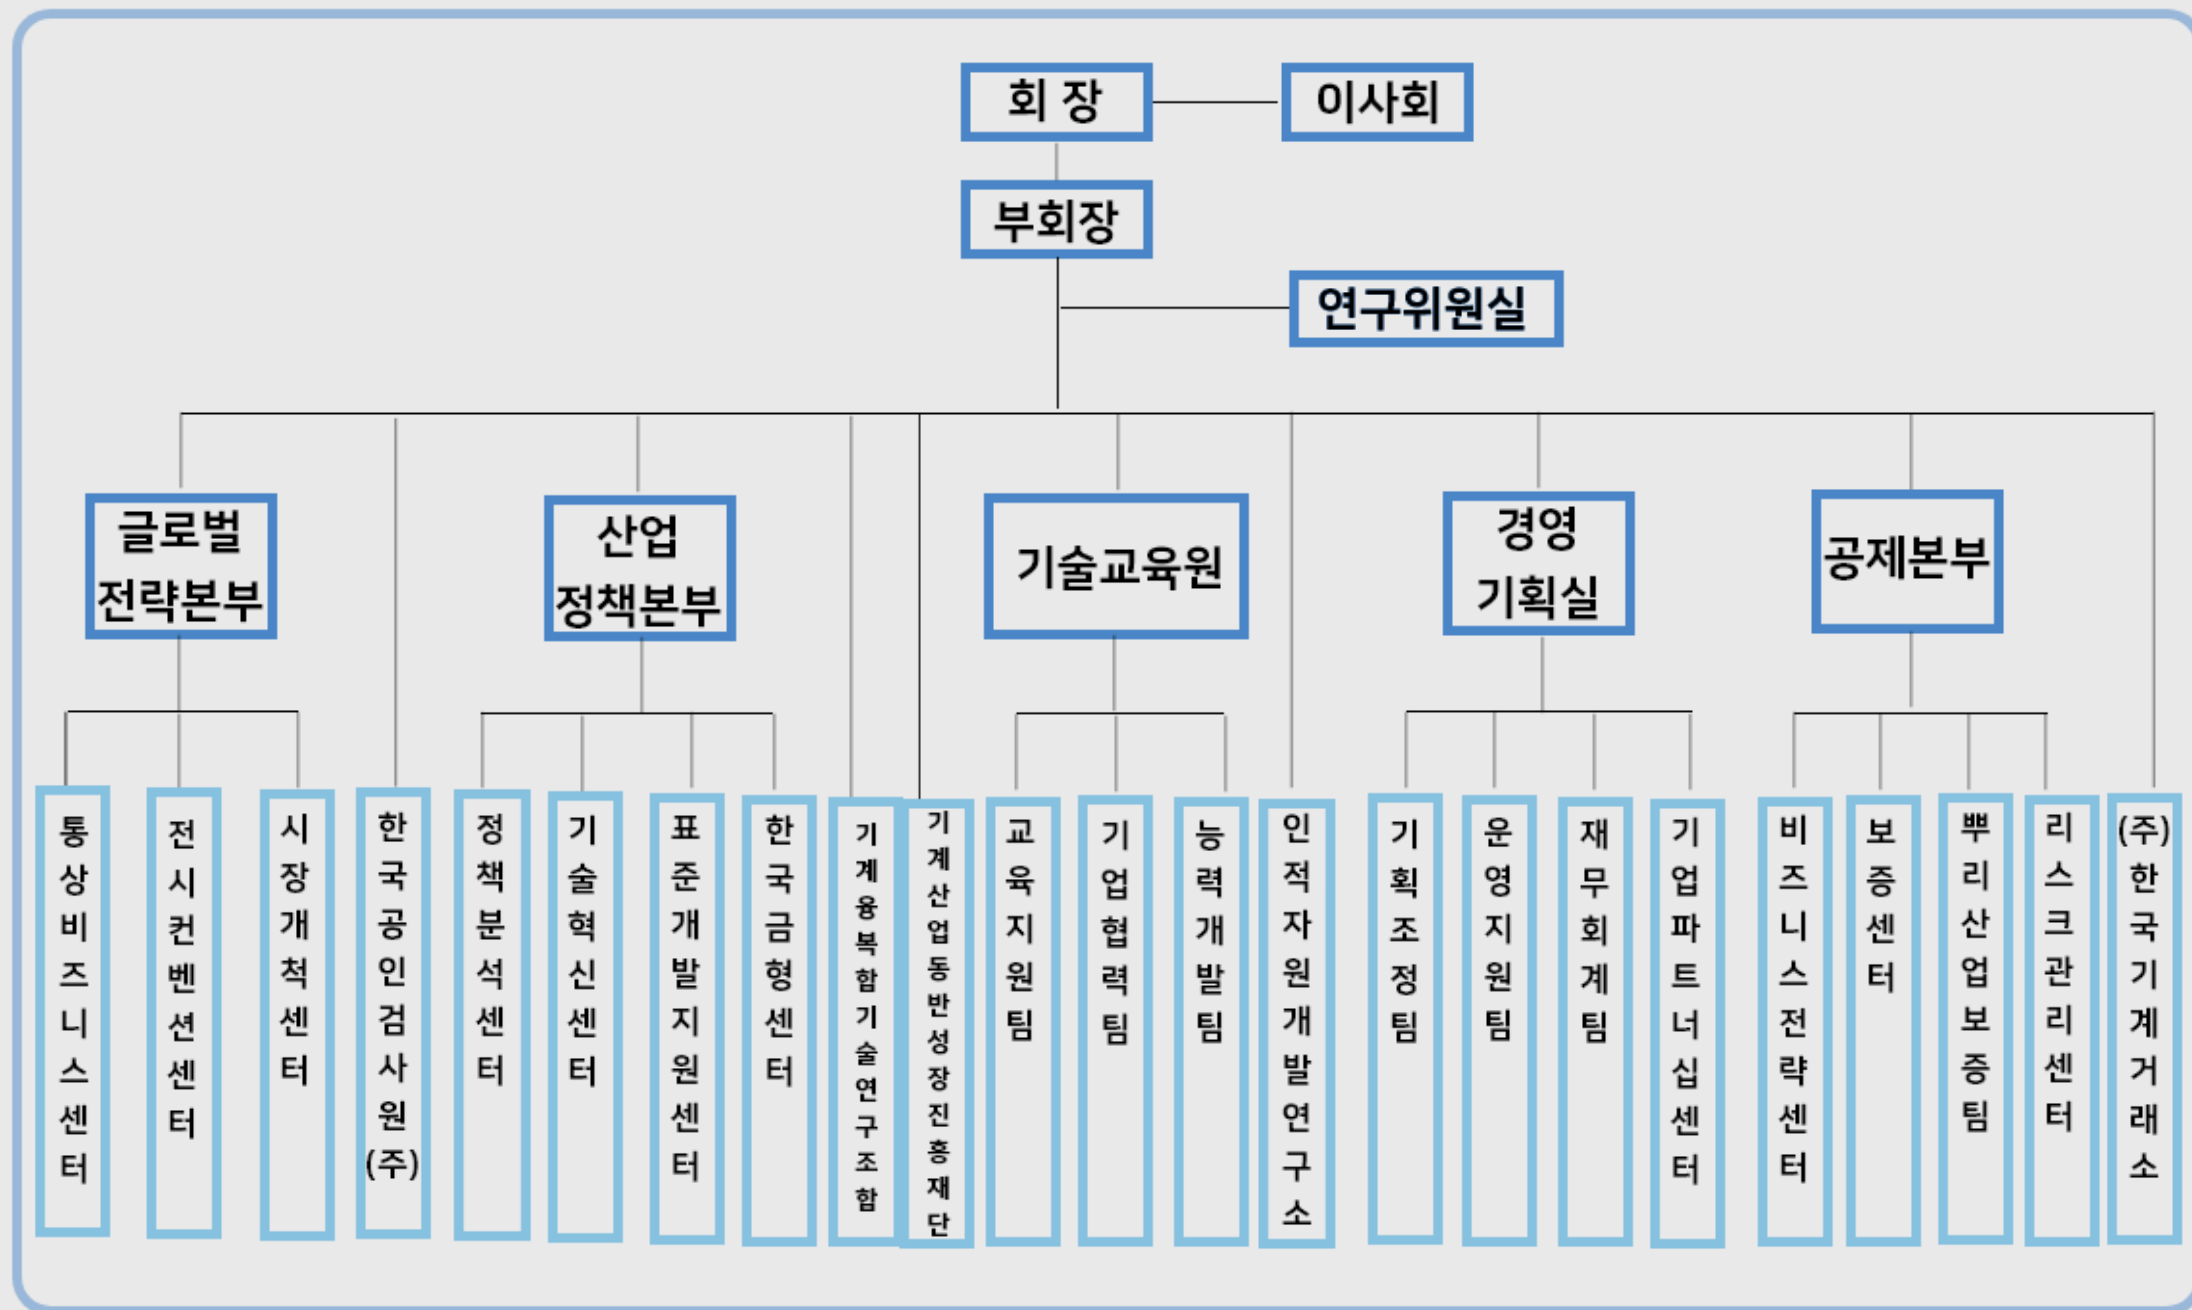 회 장
이사회
부회장
연구위원실
글로벌
전략본부
산업
정책본부
기술교육원
경영
기획실
공제본부
통상비즈니스센터
전시컨벤션센터
시장개척센터
한국공인검사원(주)
정책분석센터
기술혁신센터
표준개발지원센터
한국금형센터
기계융복합기술연구조합
기계산업동반성장진흥재단
교육지원팀
기업협력팀
능력개발팀
인적자원개발연구소
기획조정팀
운영지원팀
재무회계팀
기업파트너십센터
비즈니스전략센터
보증센터
뿌리산업보증팀
리스크관리센터
(주)한국기계거래소